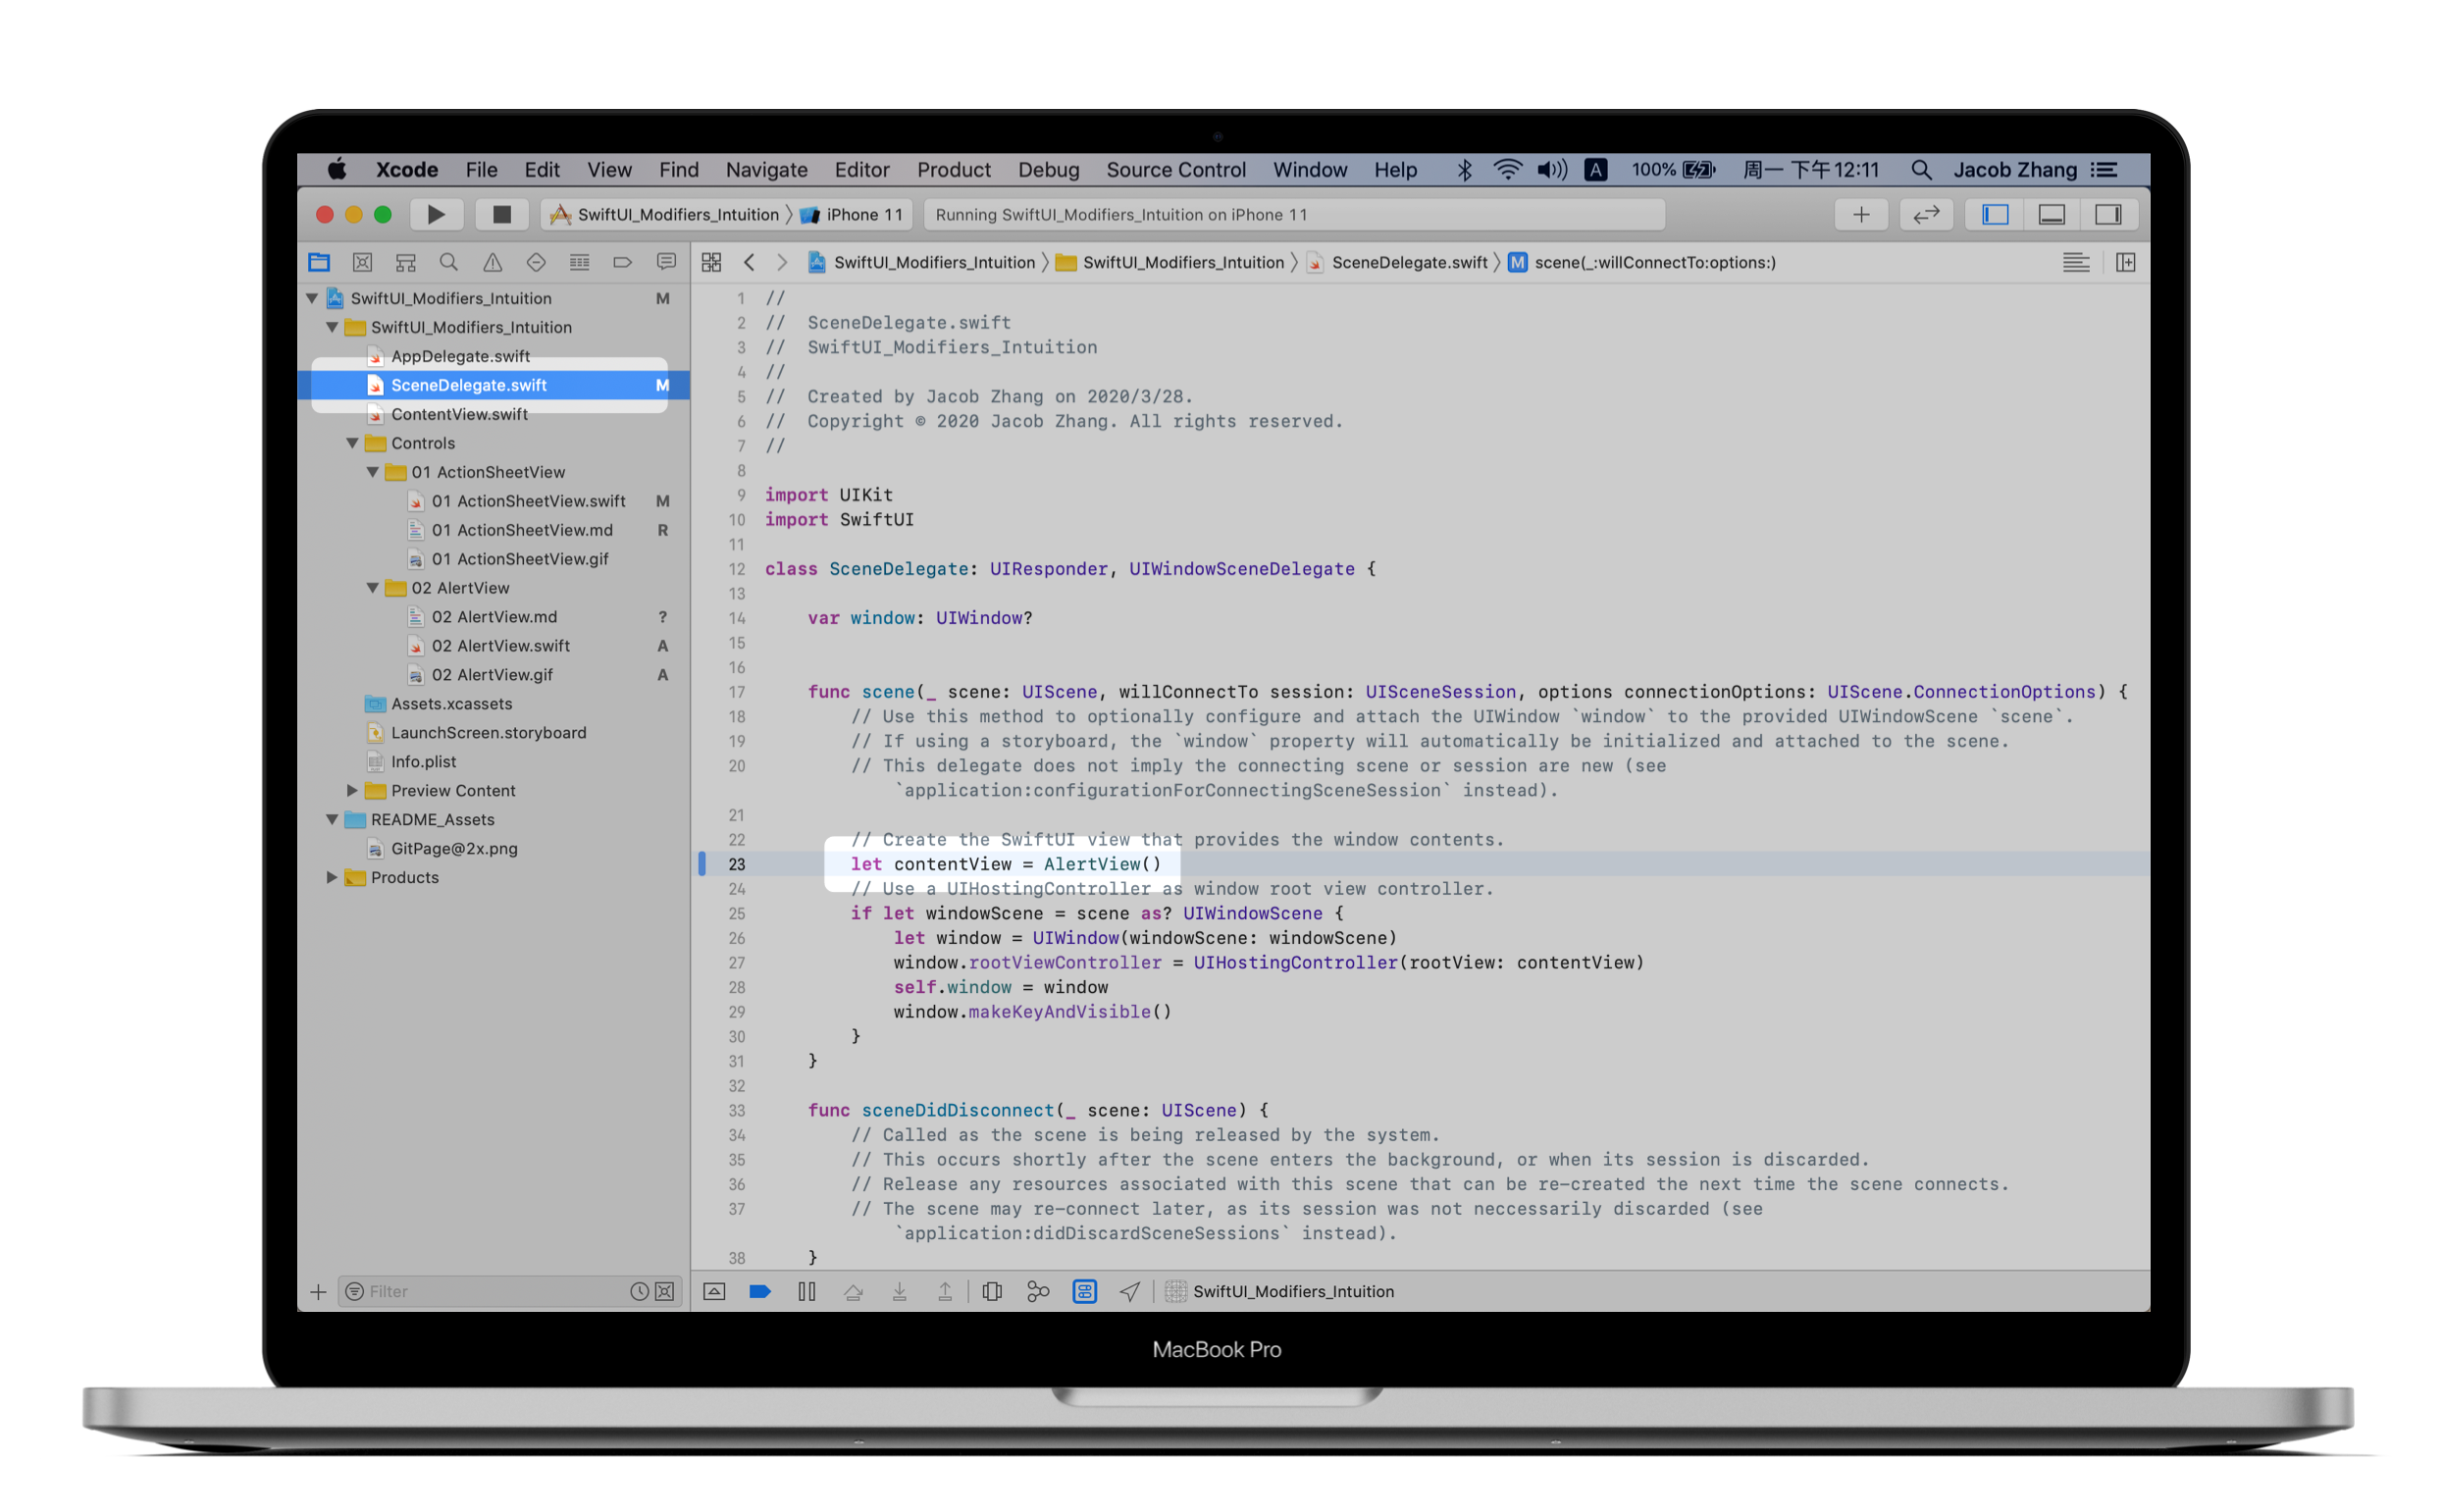 Xcode File Edit View Find Navigate Editor Product Debug Source Control Window Help A 100% 周一 下午12:11 Jacob Zhang
SwiftUI_Modifiers_Intuition 〉 iPhone 11 Running SwiftUI_Modifiers_Intuition on iPhone 11
SwiftUI_Modifiers_Intuition 〉 SwiftUI_Modifiers_Intuition 〉 SceneDelegate.swift 〉 M scene(_:willConnectTo:options:)
SwiftUI_Modifiers_Intuition M
SwiftUI_Modifiers_Intuition
AppDelegate.swift
SceneDelegate.swift M
ContentView.swift
Controls
01 ActionSheetView
01 ActionSheetView.swift M
01 ActionSheetView.md R
01 ActionSheetView.gif
02 AlertView
02 AlertView.md ?
02 AlertView.swift A
02 AlertView.gif A
Assets.xcassets
LaunchScreen.storyboard
Info.plist
Preview Content
README_Assets
GitPage@2x.png
Products
Filter
1 //
2 //  SceneDelegate.swift
3 //  SwiftUI_Modifiers_Intuition
4 //
5 //  Created by Jacob Zhang on 2020/3/28.
6 //  Copyright © 2020 Jacob Zhang. All rights reserved.
7 //
8
9 import UIKit
10 import SwiftUI
11
12 class SceneDelegate: UIResponder, UIWindowSceneDelegate {
13
14     var window: UIWindow?
15
16
17     func scene(_ scene: UIScene, willConnectTo session: UISceneSession, options connectionOptions: UIScene.ConnectionOptions) {
18         // Use this method to optionally configure and attach the UIWindow `window` to the provided UIWindowScene `scene`.
19         // If using a storyboard, the `window` property will automatically be initialized and attached to the scene.
20         // This delegate does not imply the connecting scene or session are new (see
`application:configurationForConnectingSceneSession` instead).
21
22         // Create the SwiftUI view that provides the window contents.
23         let contentView = AlertView()
24         // Use a UIHostingController as window root view controller.
25         if let windowScene = scene as? UIWindowScene {
26             let window = UIWindow(windowScene: windowScene)
27             window.rootViewController = UIHostingController(rootView: contentView)
28             self.window = window
29             window.makeKeyAndVisible()
30         }
31     }
32
33     func sceneDidDisconnect(_ scene: UIScene) {
34         // Called as the scene is being released by the system.
35         // This occurs shortly after the scene enters the background, or when its session is discarded.
36         // Release any resources associated with this scene that can be re-created the next time the scene connects.
37         // The scene may re-connect later, as its session was not neccessarily discarded (see
`application:didDiscardSceneSessions` instead).
38     }
SwiftUI_Modifiers_Intuition
MacBook Pro